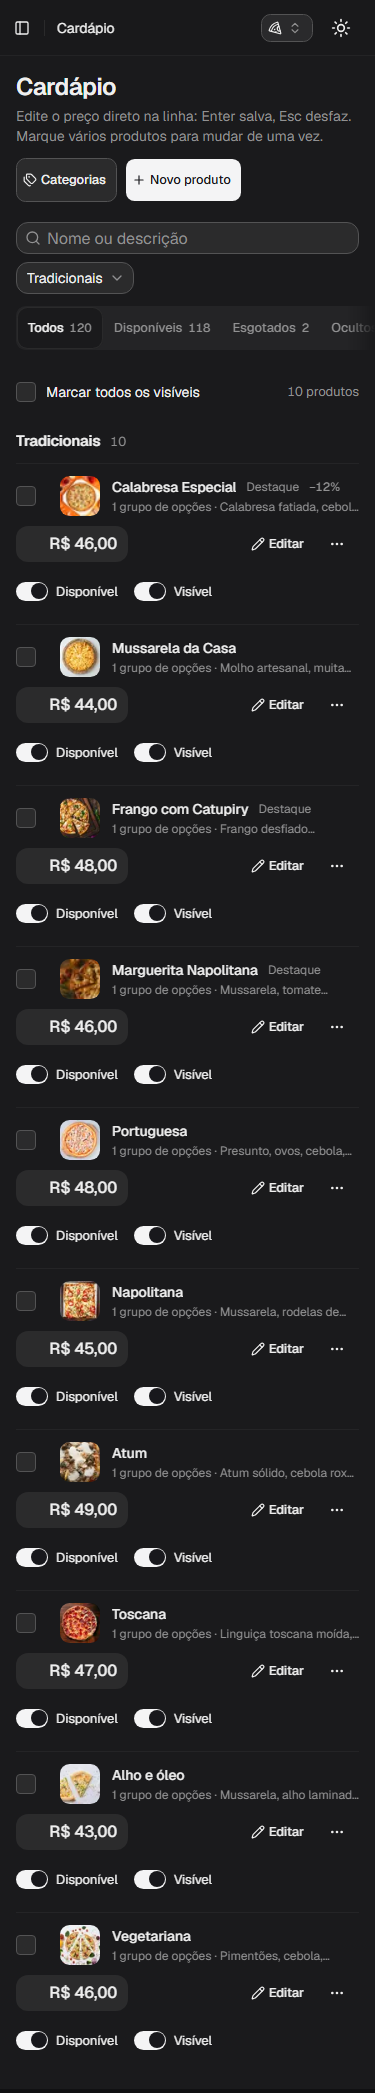 Cardápio
Cardápio
Edite o preço direto na linha: Enter salva, Esc desfaz.
Marque vários produtos para mudar de uma vez.
Categorias
Novo produto
Nome ou descrição
Tradicionais
Todos 120 Disponíveis 118 Esgotados 2 Oculto
Marcar todos os visíveis 10 produtos
Tradicionais 10
Calabresa Especial Destaque −12%
1 grupo de opções · Calabresa fatiada, cebol...
R$ 46,00 Editar
Disponível Visível
Mussarela da Casa
1 grupo de opções · Molho artesanal, muita...
R$ 44,00 Editar
Disponível Visível
Frango com Catupiry Destaque
1 grupo de opções · Frango desfiado...
R$ 48,00 Editar
Disponível Visível
Marguerita Napolitana Destaque
1 grupo de opções · Mussarela, tomate...
R$ 46,00 Editar
Disponível Visível
Portuguesa
1 grupo de opções · Presunto, ovos, cebola,...
R$ 48,00 Editar
Disponível Visível
Napolitana
1 grupo de opções · Mussarela, rodelas de...
R$ 45,00 Editar
Disponível Visível
Atum
1 grupo de opções · Atum sólido, cebola rox...
R$ 49,00 Editar
Disponível Visível
Toscana
1 grupo de opções · Linguiça toscana moída,...
R$ 47,00 Editar
Disponível Visível
Alho e óleo
1 grupo de opções · Mussarela, alho laminad...
R$ 43,00 Editar
Disponível Visível
Vegetariana
1 grupo de opções · Pimentões, cebola,...
R$ 46,00 Editar
Disponível Visível